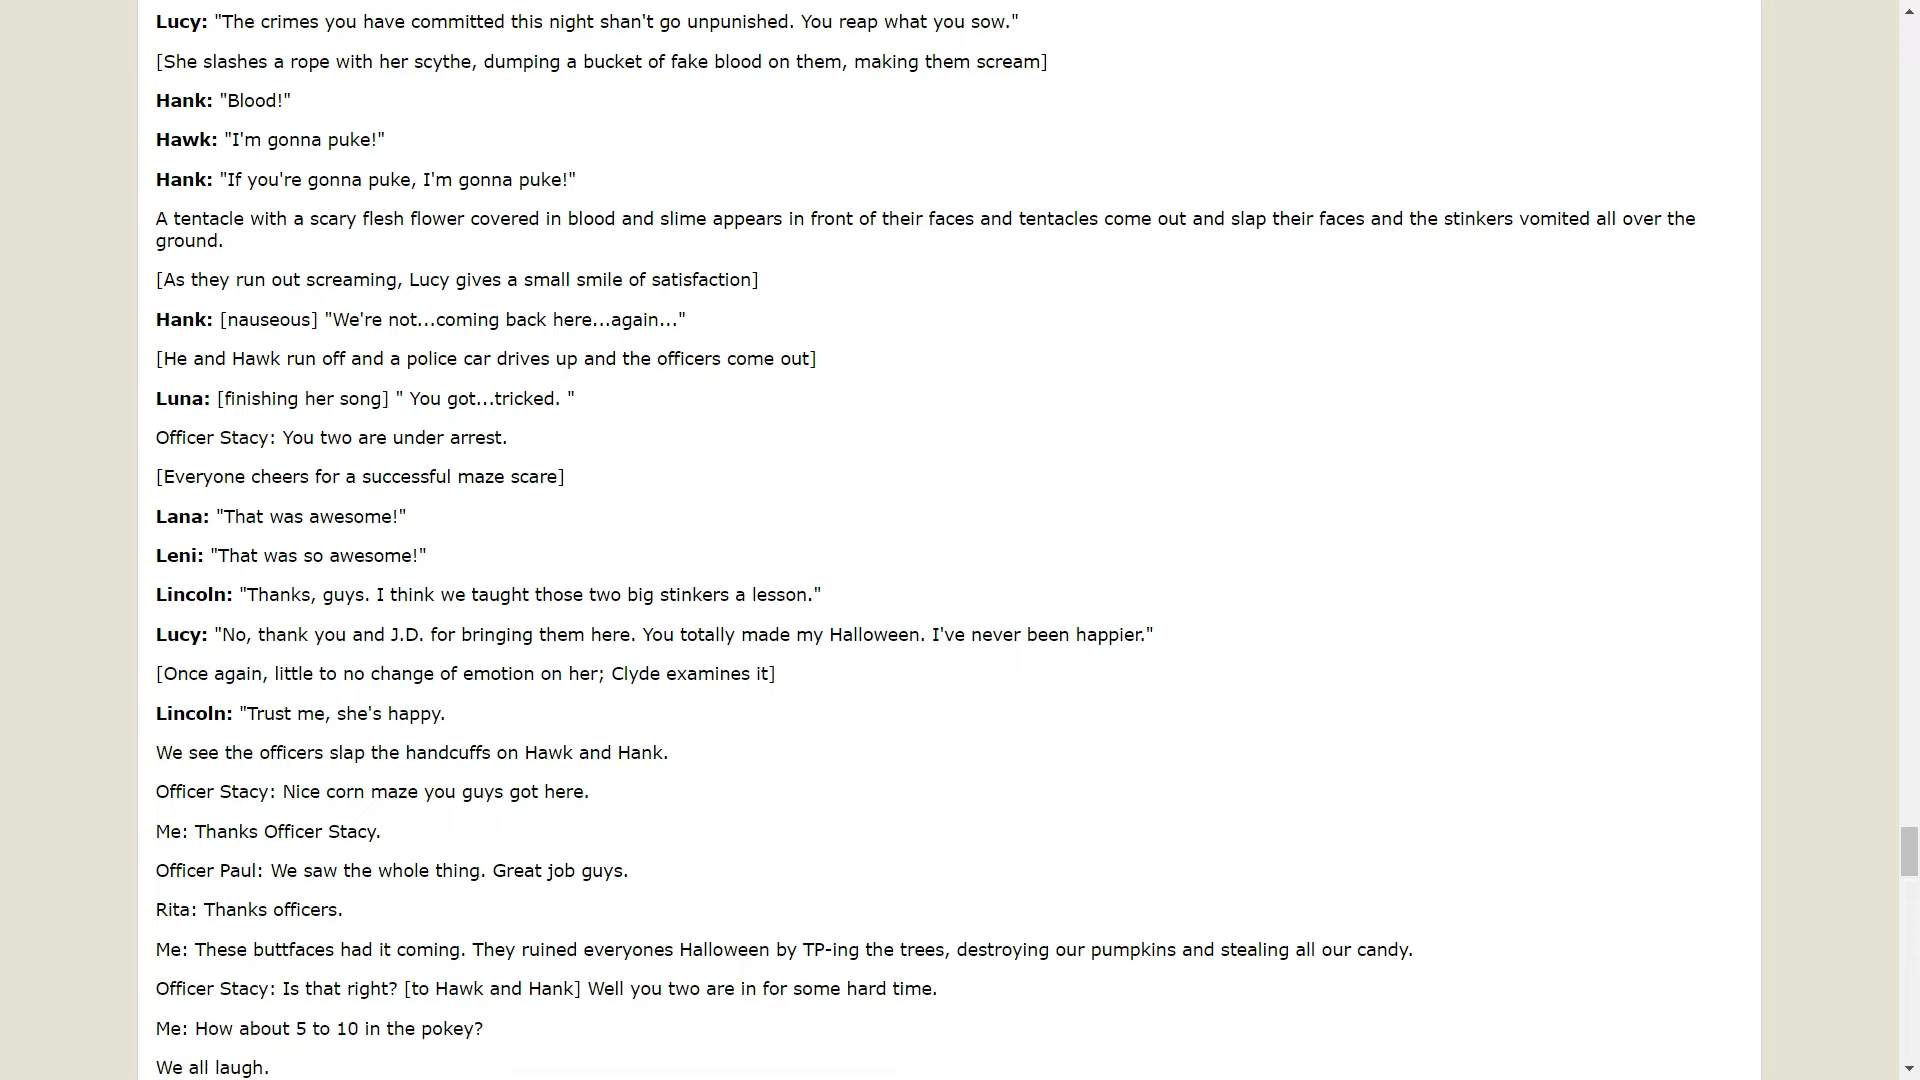 Lucy: "The crimes you have committed this night shan't go unpunished. You reap what you sow."
[She slashes a rope with her scythe, dumping a bucket of fake blood on them, making them scream]
Hank: "Blood!"
Hawk: "I'm gonna puke!"
Hank: "If you're gonna puke, I'm gonna puke!"
A tentacle with a scary flesh flower covered in blood and slime appears in front of their faces and tentacles come out and slap their faces and the stinkers vomited all over the
ground.
[As they run out screaming, Lucy gives a small smile of satisfaction]
Hank: [nauseous] "We're not...coming back here...again..."
[He and Hawk run off and a police car drives up and the officers come out]
Luna: [finishing her song] " You got...tricked. "
Officer Stacy: You two are under arrest.
[Everyone cheers for a successful maze scare]
Lana: "That was awesome!"
Leni: "That was so awesome!"
Lincoln: "Thanks, guys. I think we taught those two big stinkers a lesson."
Lucy: "No, thank you and J.D. for bringing them here. You totally made my Halloween. I've never been happier."
[Once again, little to no change of emotion on her; Clyde examines it]
Lincoln: "Trust me, she's happy.
We see the officers slap the handcuffs on Hawk and Hank.
Officer Stacy: Nice corn maze you guys got here.
Me: Thanks Officer Stacy.
Officer Paul: We saw the whole thing. Great job guys.
Rita: Thanks officers.
Me: These buttfaces had it coming. They ruined everyones Halloween by TP-ing the trees, destroying our pumpkins and stealing all our candy.
Officer Stacy: Is that right? [to Hawk and Hank] Well you two are in for some hard time.
Me: How about 5 to 10 in the pokey?
We all laugh.